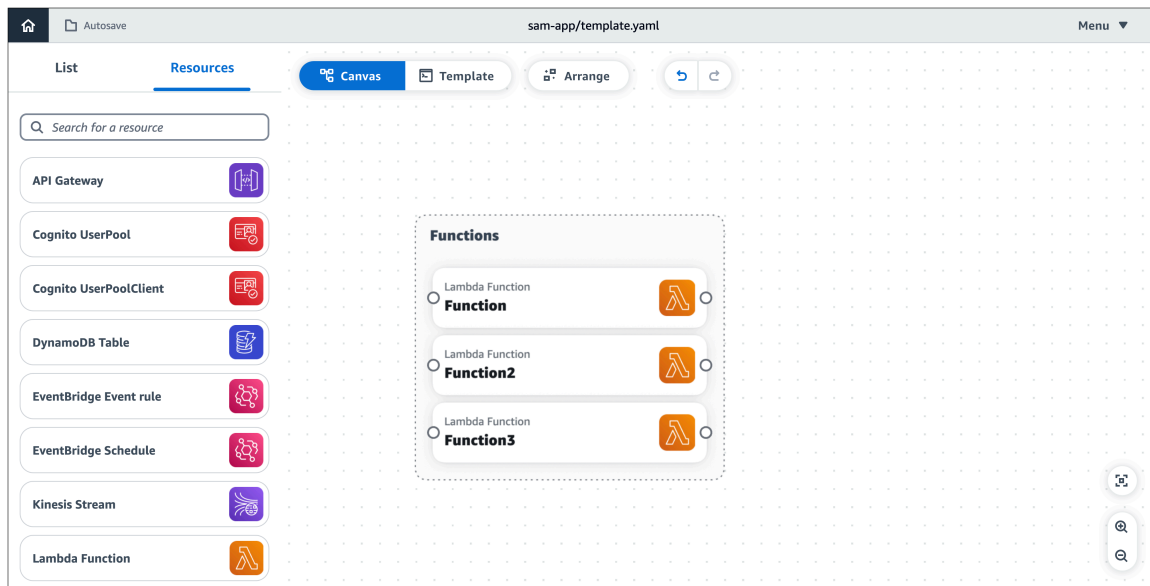 Autosave
sam-app/template.yaml
Menu
List
Resources
Canvas
Template
Arrange
Search for a resource
API Gateway
Cognito UserPool
Cognito UserPoolClient
DynamoDB Table
EventBridge Event rule
EventBridge Schedule
Kinesis Stream
Lambda Function
Functions
Lambda Function
Function
Lambda Function
Function2
Lambda Function
Function3